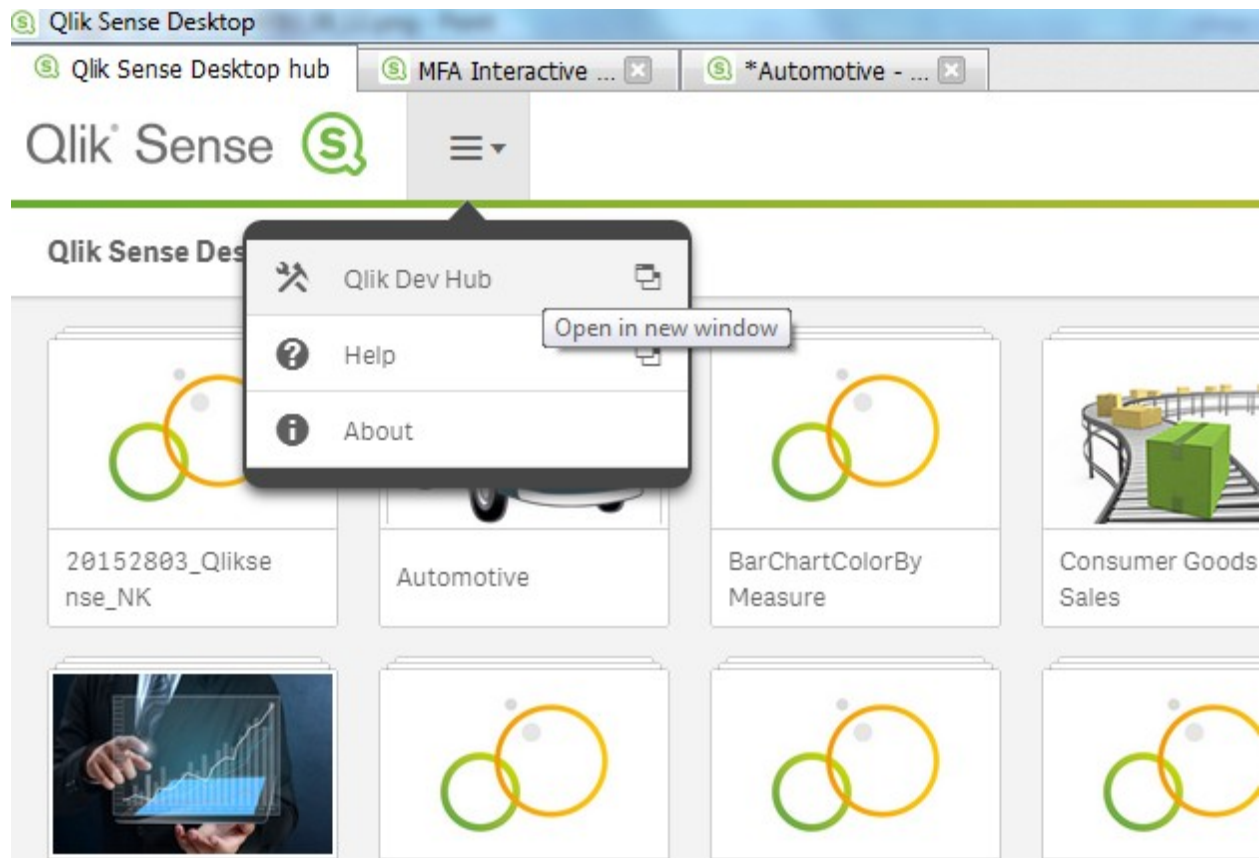 Qlik Sense Desktop
Qlik Sense Desktop hub
MFA Interactive ...
*Automotive - ...
Qlik Sense
Qlik Sense Des
Qlik Dev Hub
Open in new window
Help
About
20152803_Qlikse
nse_NK
Automotive
BarChartColorBy
Measure
Consumer Goods
Sales